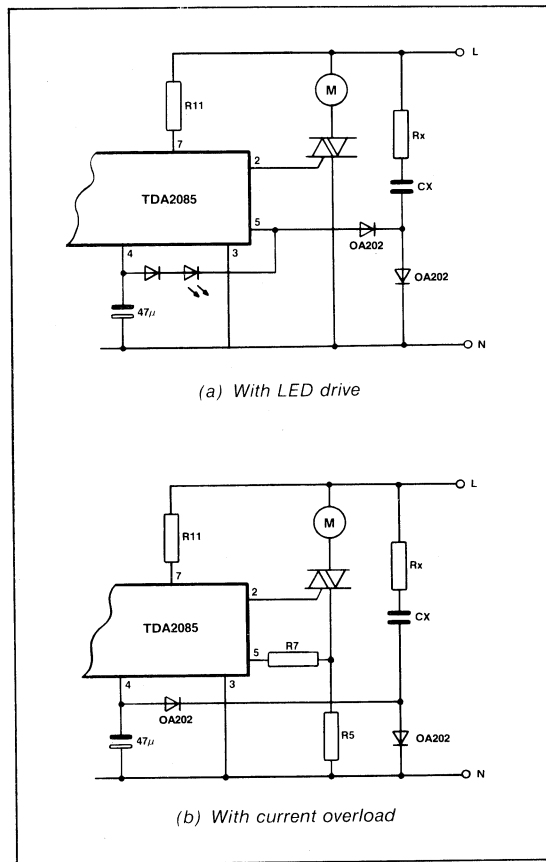 L
M
R11
Rx
7
2
CX
TDA2085
5
OA202
4
3
OA202
47μ
N
(a) With LED drive
L
M
R11
Rx
7
2
CX
TDA2085
R7
5
4
3
OA202
R5
OA202
47μ
N
(b) With current overload